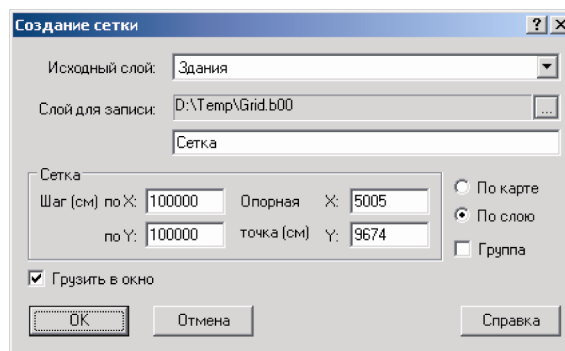 Создание сетки
Исходный слой: Здания
Слой для записи: D:\Temp\Grid.b00 ...
Сетка
Сетка
Шаг (см) по X: 100000 Опорная X: 5005 По карте
По слою
по Y: 100000 точка (см) Y: 9674 Группа
Грузить в окно
OK Отмена Справка